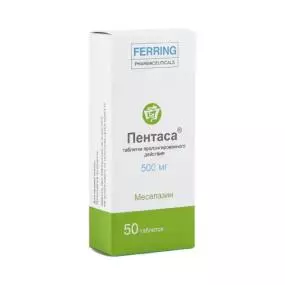 FERRING
PHARMACEUTICALS
Пентаса®
таблетки пролонгированного
действия
500 мг
Месалазин
50 таблеток